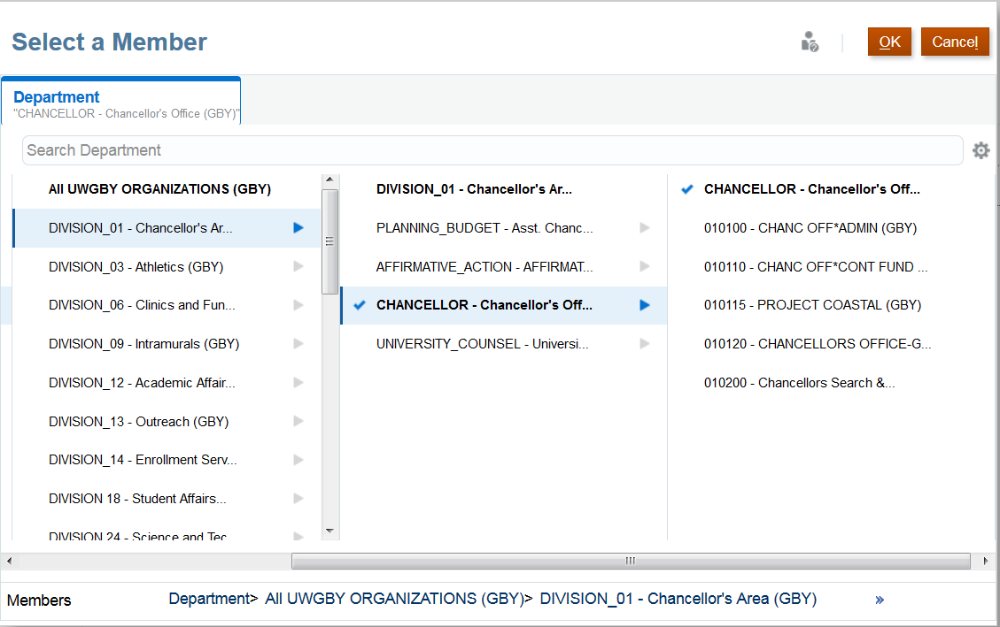 Select a Member
OK
Cancel
Department
"CHANCELLOR - Chancellor's Office (GBY)"
Search Department
All UWGBY ORGANIZATIONS (GBY)
DIVISION_01 - Chancellor's Ar...
DIVISION_03 - Athletics (GBY)
DIVISION_06 - Clinics and Fun...
DIVISION_09 - Intramurals (GBY)
DIVISION_12 - Academic Affair...
DIVISION_13 - Outreach (GBY)
DIVISION_14 - Enrollment Serv...
DIVISION 18 - Student Affairs...
DIVISION 24 - Science and Tec
DIVISION_01 - Chancellor's Ar...
PLANNING_BUDGET - Asst. Chanc...
AFFIRMATIVE_ACTION - AFFIRMAT...
CHANCELLOR - Chancellor's Off...
UNIVERSITY_COUNSEL - Universi...
CHANCELLOR - Chancellor's Off...
010100 - CHANC OFF*ADMIN (GBY)
010110 - CHANC OFF*CONT FUND ...
010115 - PROJECT COASTAL (GBY)
010120 - CHANCELLORS OFFICE-G...
010200 - Chancellors Search &...
Members
Department> All UWGBY ORGANIZATIONS (GBY)> DIVISION_01 - Chancellor's Area (GBY) »